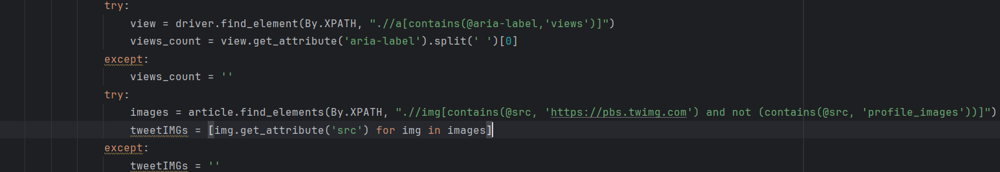 try:
view = driver.find_element(By.XPATH, ".//a[contains(@aria-label,'views')]")
views_count = view.get_attribute('aria-label').split(' ')[0]
except:
views_count = ''
try:
images = article.find_elements(By.XPATH, ".//img[contains(@src, 'https://pbs.twimg.com') and not (contains(@src, 'profile_images'))]")
tweetIMGs = [img.get_attribute('src') for img in images]
except:
tweetIMGs = ''